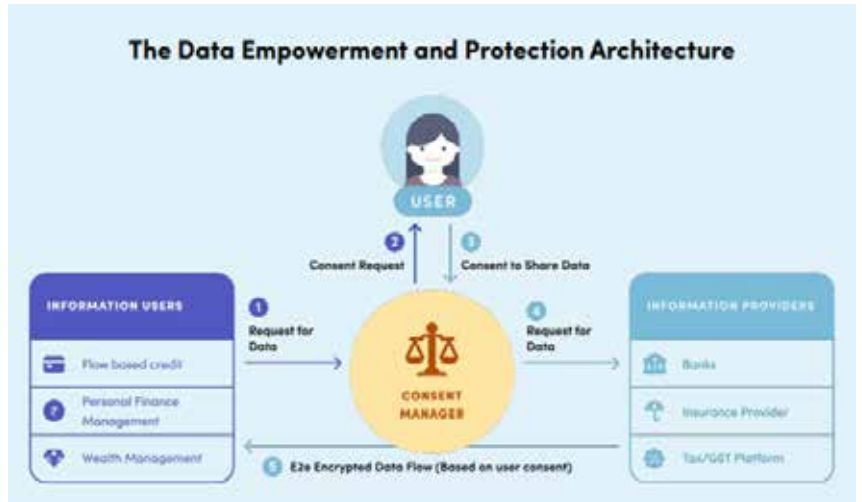 The Data Empowerment and Protection Architecture
USER
2
Consent Request
3
Consent to Share Data
INFORMATION USERS
Flow based credit
Personal Finance
Management
Wealth Management
1
Request for
Data
CONSENT
MANAGER
4
Request for
Data
INFORMATION PROVIDERS
Banks
Insurance Provider
Tax/GST Platform
5
E2e Encrypted Data Flow (Based on user consent)